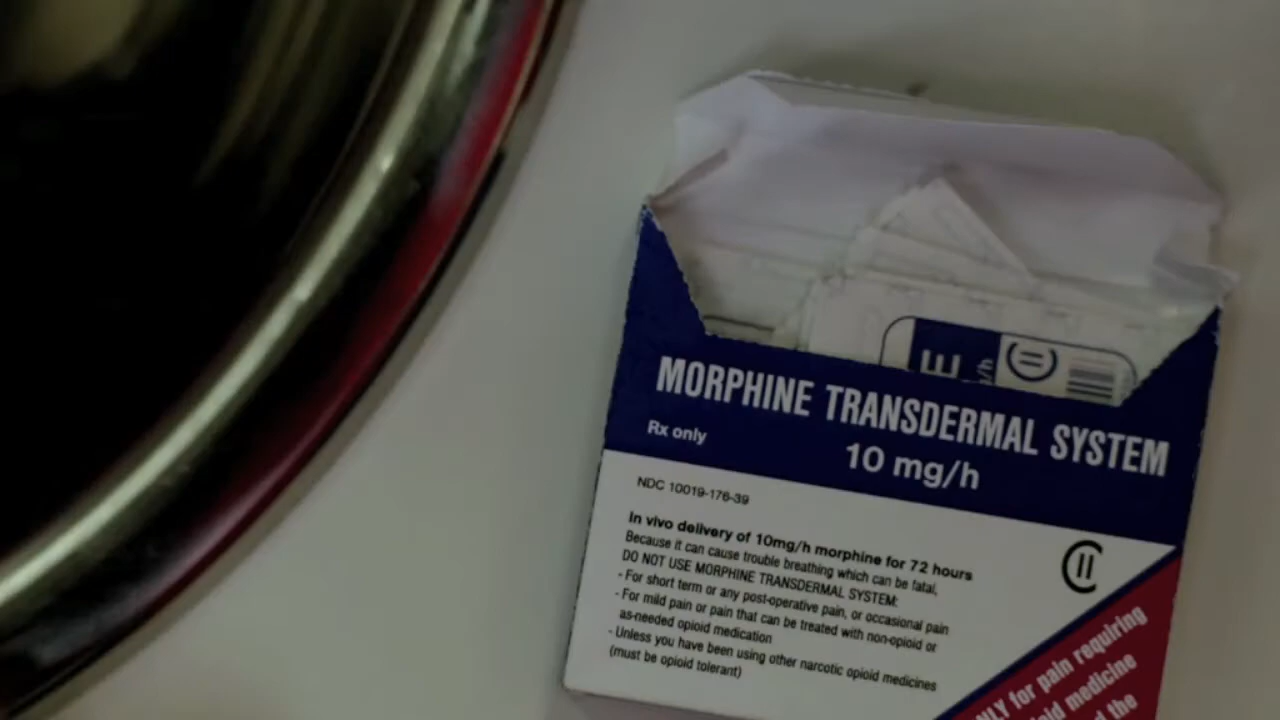 E
/h
CII
MORPHINE TRANSDERMAL SYSTEM
Rx only
10 mg/h
NDC 10019-176-39
In vivo delivery of 10mg/h morphine for 72 hours
Because it can cause trouble breathing which can be fatal,
DO NOT USE MORPHINE TRANSDERMAL SYSTEM:
- For short term or any post-operative pain, or occasional pain
- For mild pain or pain that can be treated with non-opioid or
as-needed opioid medication
- Unless you have been using other narcotic opioid medicines
(must be opioid tolerant)
CII
for pain requiring
medicine
the